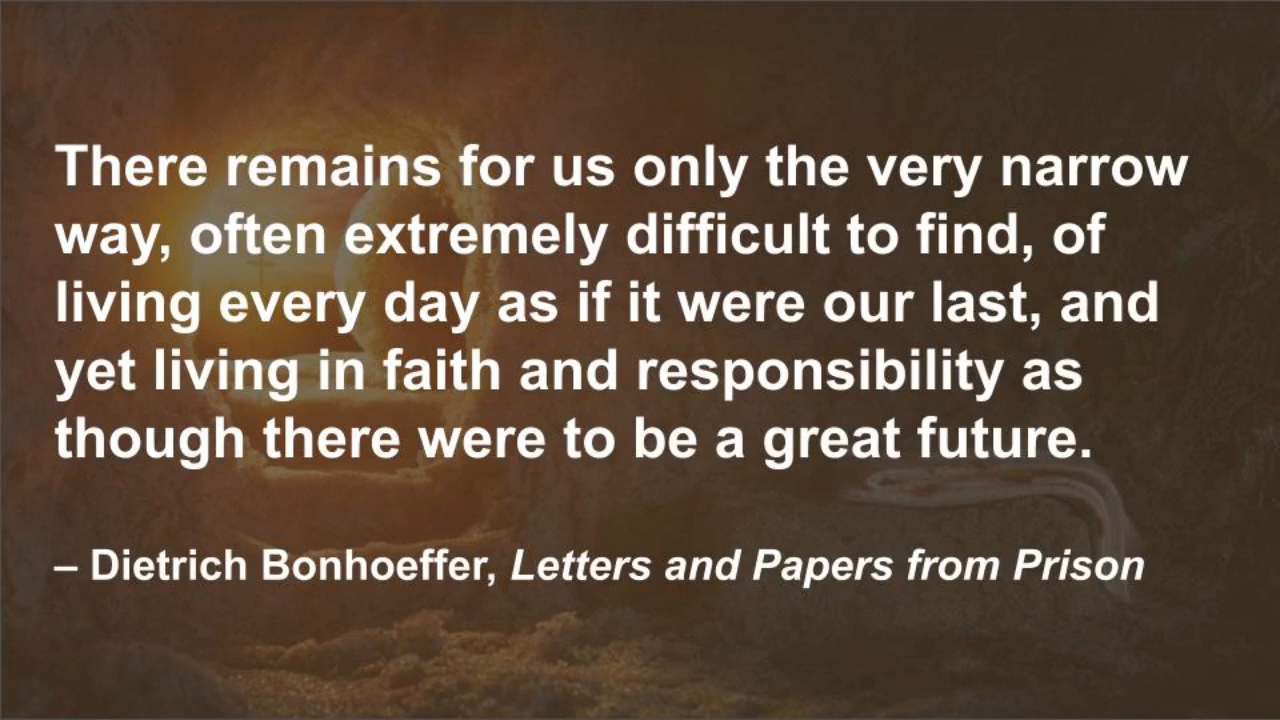 There remains for us only the very narrow
way, often extremely difficult to find, of
living every day as if it were our last, and
yet living in faith and responsibility as
though there were to be a great future.
– Dietrich Bonhoeffer, Letters and Papers from Prison